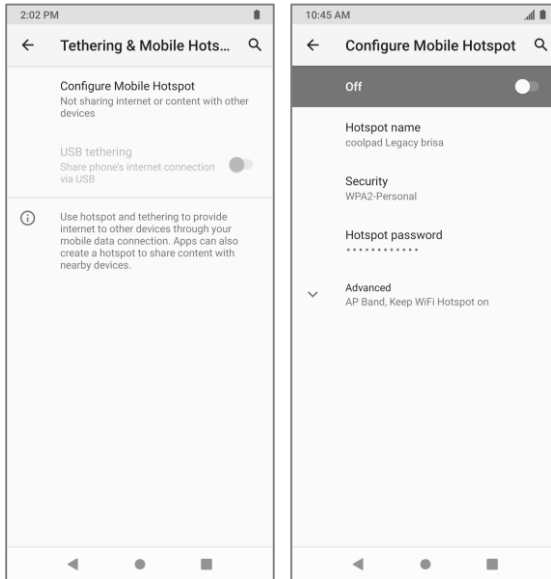 2:02 PM
Tethering & Mobile Hots...
Configure Mobile Hotspot
Not sharing internet or content with other
devices
USB tethering
Share phone's internet connection
via USB
Use hotspot and tethering to provide
internet to other devices through your
mobile data connection. Apps can also
create a hotspot to share content with
nearby devices.
10:45 AM
Configure Mobile Hotspot
Off
Hotspot name
coolpad Legacy brisa
Security
WPA2-Personal
Hotspot password
............
Advanced
AP Band, Keep WiFi Hotspot on